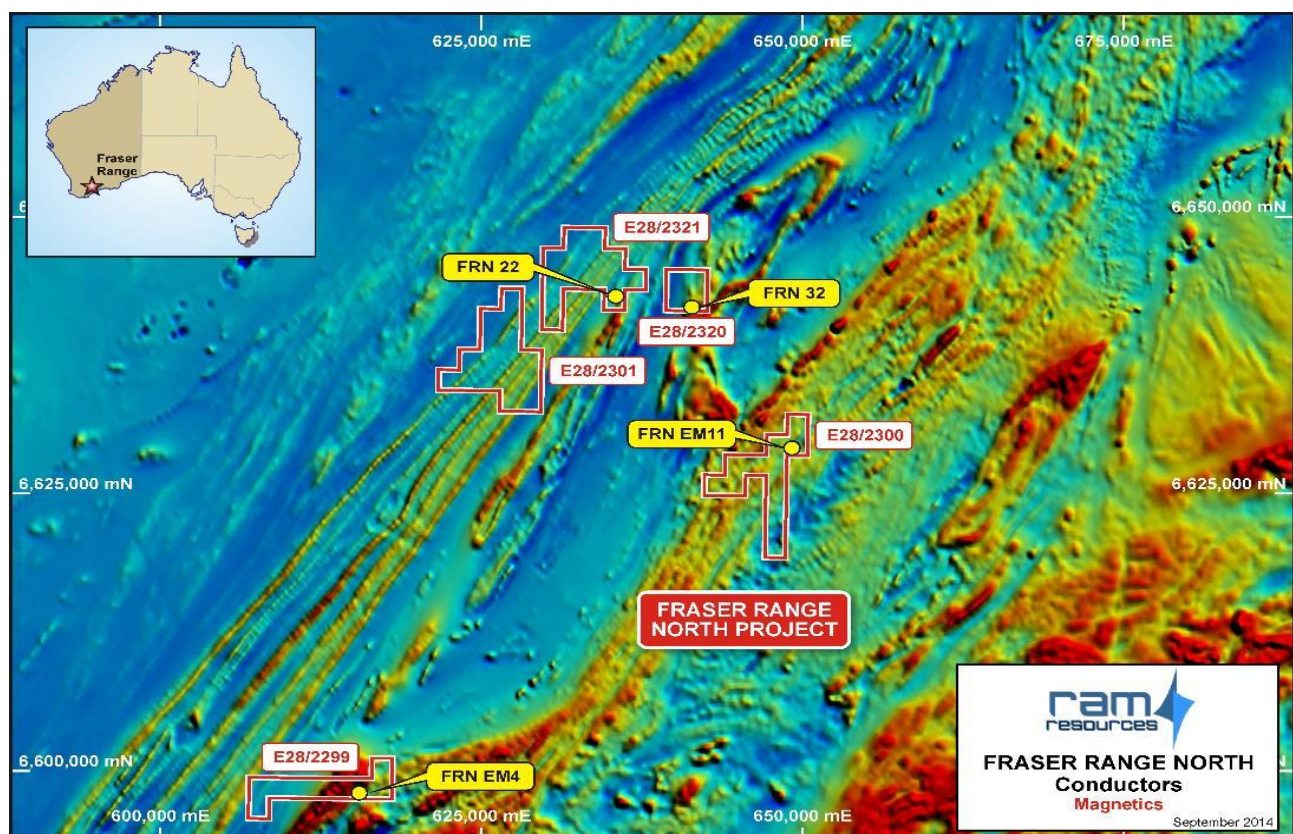 625,000 mE
650,000 mE
675,000 mE
Fraser
Range
6,650,000 mN
E28/2321
FRN 22
FRN 32
E28/2320
E28/2301
FRN EM11
E28/2300
6,625,000 mN
6,625,000 mN
FRASER RANGE
NORTH PROJECT
E28/2299
6,600,000 mN
FRN EM4
600,000 mE
625,000 mE
650,000 mE
ram
resources
FRASER RANGE NORTH
Conductors
Magnetics
September 2014